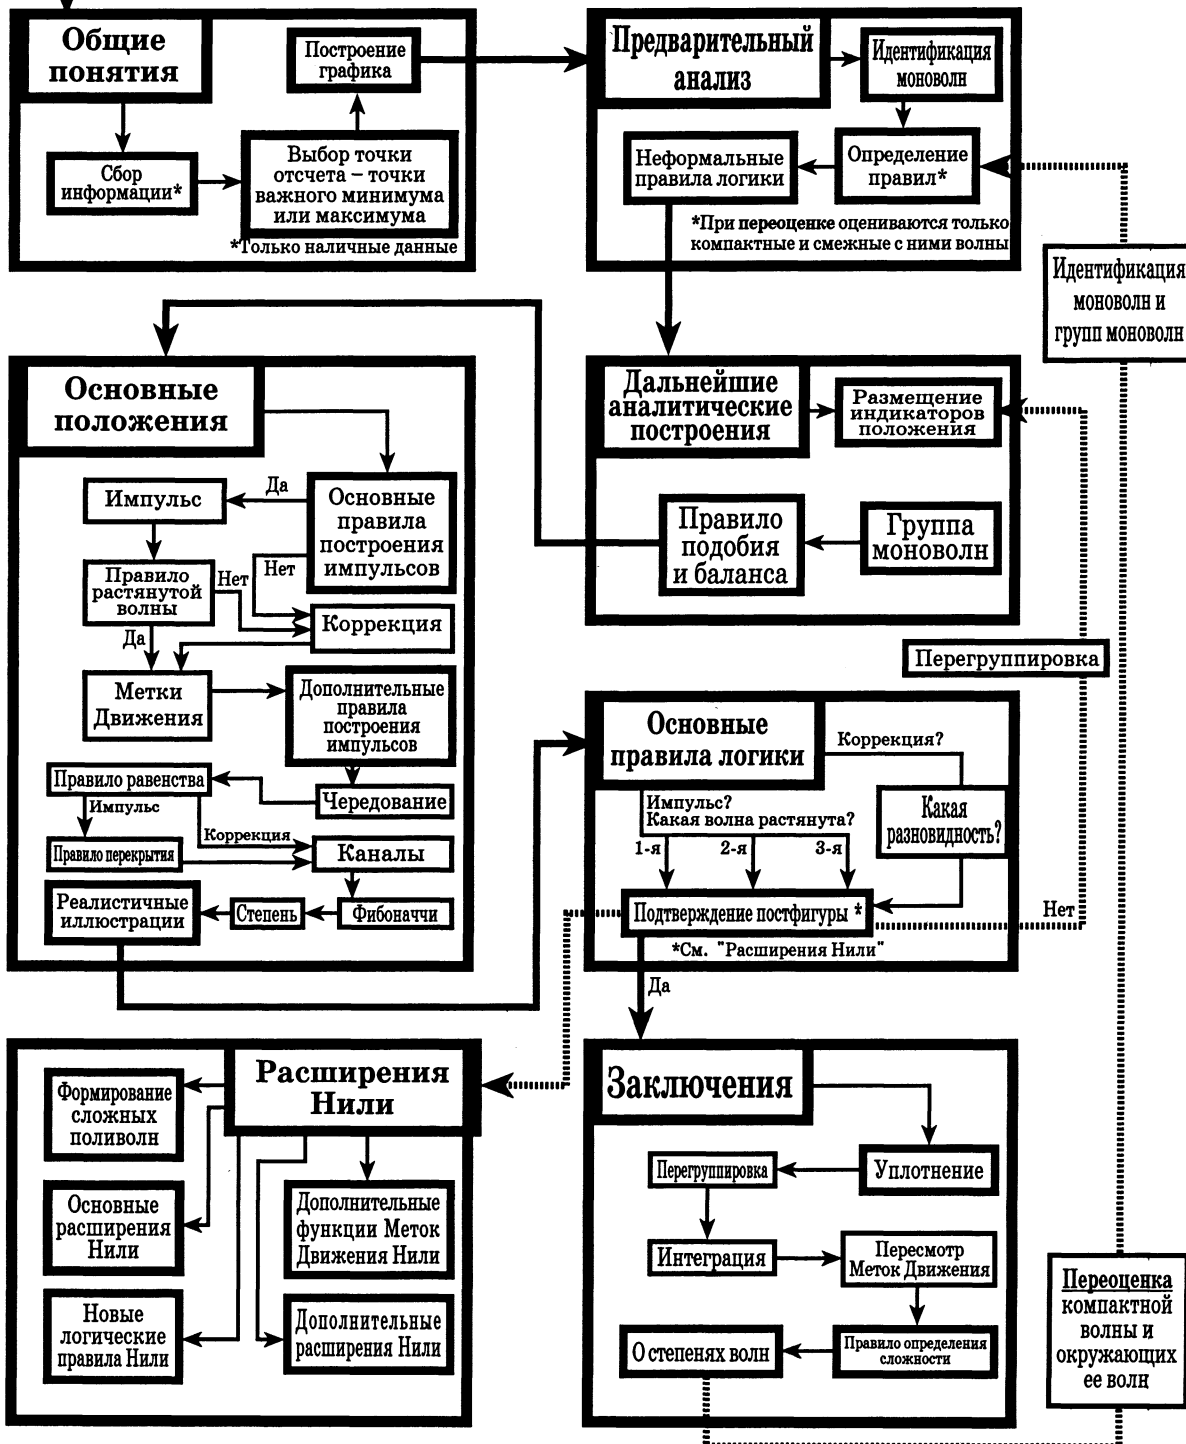 Общие
понятия
Построение
графика
Сбор
информации*
Выбор точки
отсчета – точки
важного минимума
или максимума
*Только наличные данные
Предварительный
анализ
Идентификация
моноволн
Определение
правил*
Неформальные
правила логики
*При переоценке оцениваются только
компактные и смежные с ними волны
Идентификация
моноволн и
групп моноволн
Основные
положения
Да
Импульс
Основные
правила
построения
импульсов
Правило
растянутой
волны
Нет
Нет
Коррекция
Да
Метки
Движения
Дополнительные
правила
построения
импульсов
Правило равенства
Чередование
Импульс
Коррекция
Правило перекрытия
Каналы
Реалистичные
иллюстрации
Степень
Фибоначчи
Дальнейшие
аналитические
построения
Размещение
индикаторов
положения
Правило
подобия
и баланса
Группа
моноволн
Перегруппировка
Основные
правила логики
Коррекция?
Импульс?
Какая волна растянута?
1-я
2-я
3-я
Какая
разновидность?
Подтверждение постфигуры *
Нет
*См. "Расширения Нили"
Да
Расширения
Нили
Формирование
сложных
поливолн
Основные
расширения
Нили
Новые
логические
правила Нили
Дополнительные
функции Меток
Движения Нили
Дополнительные
расширения Нили
Заключения
Перегруппировка
Уплотнение
Интеграция
Пересмотр
Меток Движения
О степенях волн
Правило определения
сложности
Переоценка
компактной
волны и
окружающих
ее волн